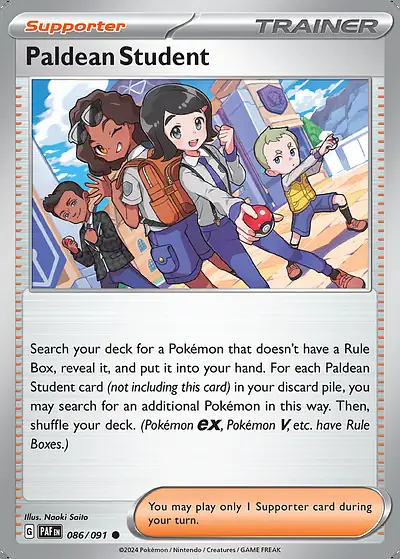 Supporter
TRAINER
Paldean Student
Search your deck for a Pokémon that doesn't have a Rule
Box, reveal it, and put it into your hand. For each Paldean
Student card (not including this card) in your discard pile, you
may search for an additional Pokémon in this way. Then,
shuffle your deck. (Pokémon ex, Pokémon V, etc. have Rule
Boxes.)
Illus. Naoki Saito
G PAF EN 086/091
You may play only 1 Supporter card during
your turn.
©2024 Pokémon / Nintendo / Creatures / GAME FREAK